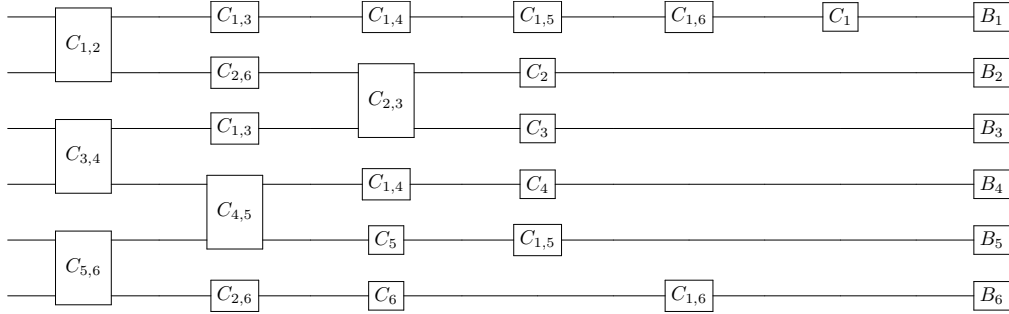 C1,2 C1,3 C1,4 C1,5 C1,6 C1 B1
C2,6 C2,3 C2 B2
C3,4 C1,3 C3 B3
C4,5 C1,4 C4 B4
C5,6 C5 C1,5 B5
C2,6 C6 C1,6 B6